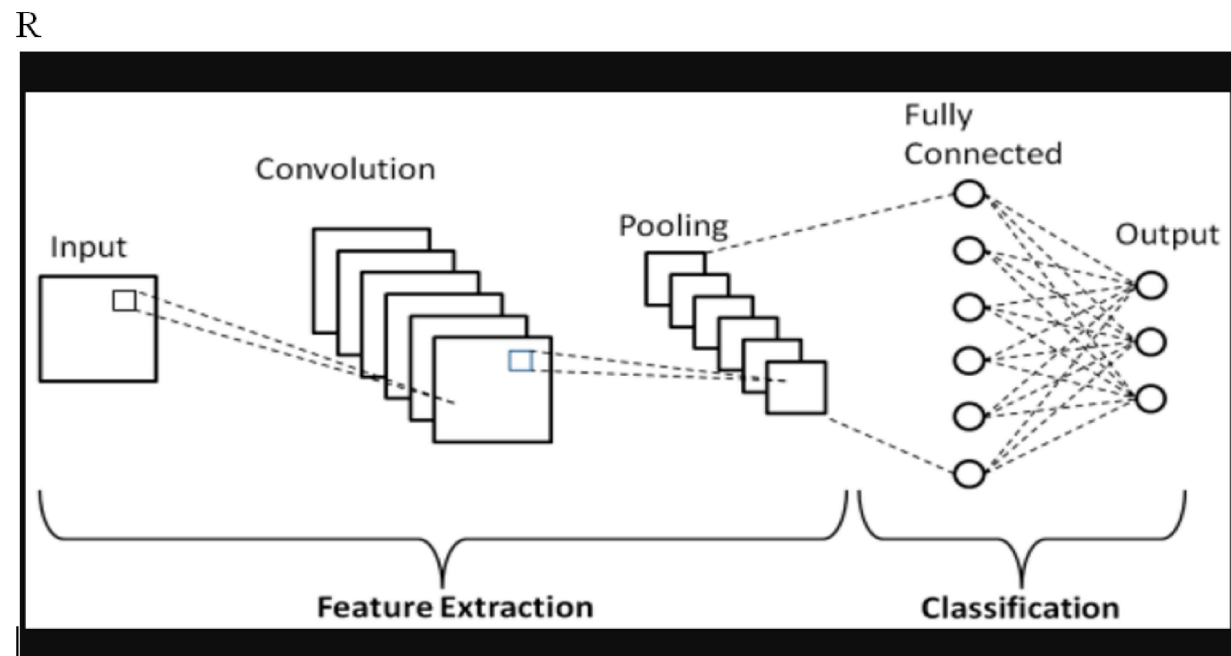 R
Input
Convolution
Pooling
Fully
Connected
Output
Feature Extraction
Classification